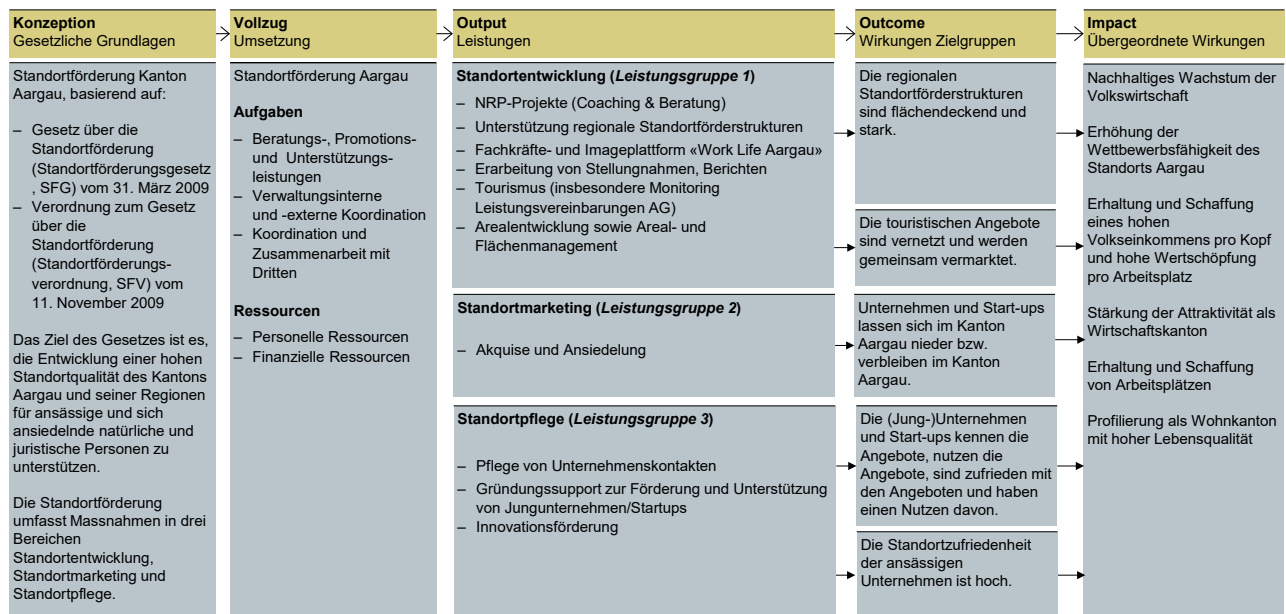 Konzeption
Gesetzliche Grundlagen
Standortförderung Kanton
Aargau, basierend auf:
– Gesetz über die
Standortförderung
(Standortförderungsgesetz
, SFG) vom 31. März 2009
– Verordnung zum Gesetz
über die
Standortförderung
(Standortförderungs-
verordnung, SFV) vom
11. November 2009
Das Ziel des Gesetzes ist es,
die Entwicklung einer hohen
Standortqualität des Kantons
Aargau und seiner Regionen
für ansässige und sich
ansiedelnde natürliche und
juristische Personen zu
unterstützen.
Die Standortförderung
umfasst Massnahmen in drei
Bereichen
Standortentwicklung,
Standortmarketing und
Standortpflege.
Vollzug
Umsetzung
Standortförderung Aargau
Aufgaben
– Beratungs-, Promotions-
und Unterstützungs-
leistungen
– Verwaltungsinterne
und -externe Koordination
– Koordination und
Zusammenarbeit mit
Dritten
Ressourcen
– Personelle Ressourcen
– Finanzielle Ressourcen
Output
Leistungen
Standortentwicklung (Leistungsgruppe 1)
– NRP-Projekte (Coaching & Beratung)
– Unterstützung regionale Standortförderstrukturen
– Fachkräfte- und Imageplattform «Work Life Aargau»
– Erarbeitung von Stellungnahmen, Berichten
– Tourismus (insbesondere Monitoring
Leistungsvereinbarungen AG)
– Arealentwicklung sowie Areal- und
Flächenmanagement
Standortmarketing (Leistungsgruppe 2)
– Akquise und Ansiedelung
Standortpflege (Leistungsgruppe 3)
– Pflege von Unternehmenskontakten
– Gründungssupport zur Förderung und Unterstützung
von Jungunternehmen/Startups
– Innovationsförderung
Outcome
Wirkungen Zielgruppen
Die regionalen
Standortförderstrukturen
sind flächendeckend und
stark.
Die touristischen Angebote
sind vernetzt und werden
gemeinsam vermarktet.
Unternehmen und Start-ups
lassen sich im Kanton
Aargau nieder bzw.
verbleiben im Kanton
Aargau.
Die (Jung-)Unternehmen
und Start-ups kennen die
Angebote, nutzen die
Angebote, sind zufrieden mit
den Angeboten und haben
einen Nutzen davon.
Die Standortzufriedenheit
der ansässigen
Unternehmen ist hoch.
Impact
Übergeordnete Wirkungen
Nachhaltiges Wachstum der
Volkswirtschaft
Erhöhung der
Wettbewerbsfähigkeit des
Standorts Aargau
Erhaltung und Schaffung
eines hohen
Volkseinkommens pro Kopf
und hohe Wertschöpfung
pro Arbeitsplatz
Stärkung der Attraktivität als
Wirtschaftskanton
Erhaltung und Schaffung
von Arbeitsplätzen
Profilierung als Wohnkanton
mit hoher Lebensqualität